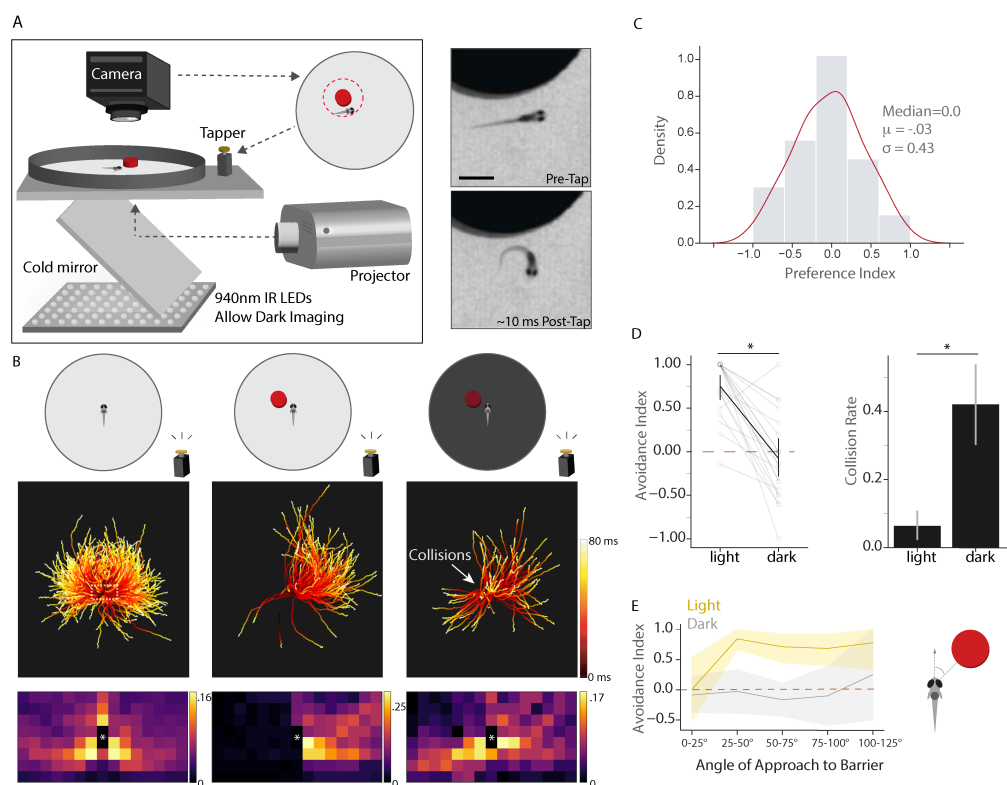 A
Camera
Tapper
Cold mirror
Projector
940nm IR LEDs
Allow Dark Imaging
Pre-Tap
~10 ms Post-Tap
B
Collisions
80 ms
0 ms
*
.16
0
*
.25
0
*
.17
0
C
Density
1.0
0.8
0.6
0.4
0.2
0.0
−1.0
−0.5
0.0
0.5
1.0
Preference Index
Median=0.0
μ = -.03
σ = 0.43
D
*
Avoidance Index
1.00
0.50
0.00
−0.50
−1.00
light
dark
*
Collision Rate
0.4
0.0
light
dark
E
Light
Dark
Avoidance Index
1.0
0.5
0.0
−0.5
0-25°
25-50°
50-75°
75-100°
100-125°
Angle of Approach to Barrier